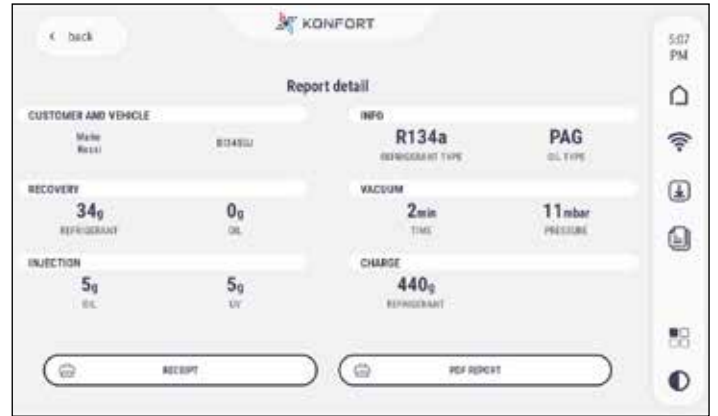 back
KONFORT
5:07
PM
Report detail
CUSTOMER AND VEHICLE
INFO
Rossi
R134a
REFRIGERANT TYPE
PAG
OIL TYPE
RECOVERY
VACUUM
34g
REFRIGERANT
0g
OIL
2min
TIME
11mbar
PRESSURE
INJECTION
CHARGE
5g
OIL
5g
UV
440g
REFRIGERANT
RECEIPT
PDF REPORT